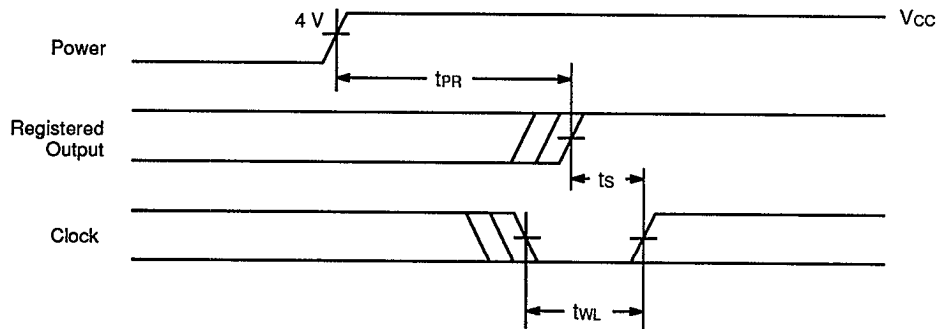 4 V
VCC
Power
tPR
Registered
Output
tS
Clock
tWL